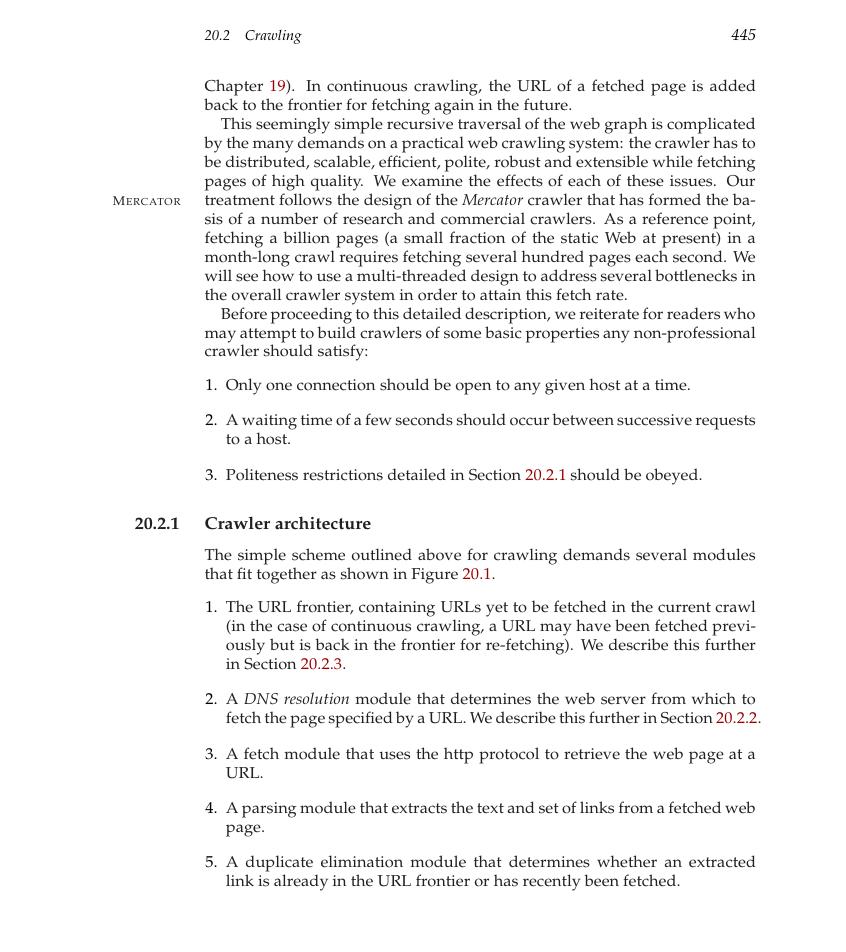 20.2 Crawling 445
Chapter 19). In continuous crawling, the URL of a fetched page is added
back to the frontier for fetching again in the future.
This seemingly simple recursive traversal of the web graph is complicated
by the many demands on a practical web crawling system: the crawler has to
be distributed, scalable, efficient, polite, robust and extensible while fetching
pages of high quality. We examine the effects of each of these issues. Our
MERCATOR treatment follows the design of the Mercator crawler that has formed the ba-
sis of a number of research and commercial crawlers. As a reference point,
fetching a billion pages (a small fraction of the static Web at present) in a
month-long crawl requires fetching several hundred pages each second. We
will see how to use a multi-threaded design to address several bottlenecks in
the overall crawler system in order to attain this fetch rate.
Before proceeding to this detailed description, we reiterate for readers who
may attempt to build crawlers of some basic properties any non-professional
crawler should satisfy:
1. Only one connection should be open to any given host at a time.
2. A waiting time of a few seconds should occur between successive requests
to a host.
3. Politeness restrictions detailed in Section 20.2.1 should be obeyed.
20.2.1 Crawler architecture
The simple scheme outlined above for crawling demands several modules
that fit together as shown in Figure 20.1.
1. The URL frontier, containing URLs yet to be fetched in the current crawl
(in the case of continuous crawling, a URL may have been fetched previ-
ously but is back in the frontier for re-fetching). We describe this further
in Section 20.2.3.
2. A DNS resolution module that determines the web server from which to
fetch the page specified by a URL. We describe this further in Section 20.2.2.
3. A fetch module that uses the http protocol to retrieve the web page at a
URL.
4. A parsing module that extracts the text and set of links from a fetched web
page.
5. A duplicate elimination module that determines whether an extracted
link is already in the URL frontier or has recently been fetched.